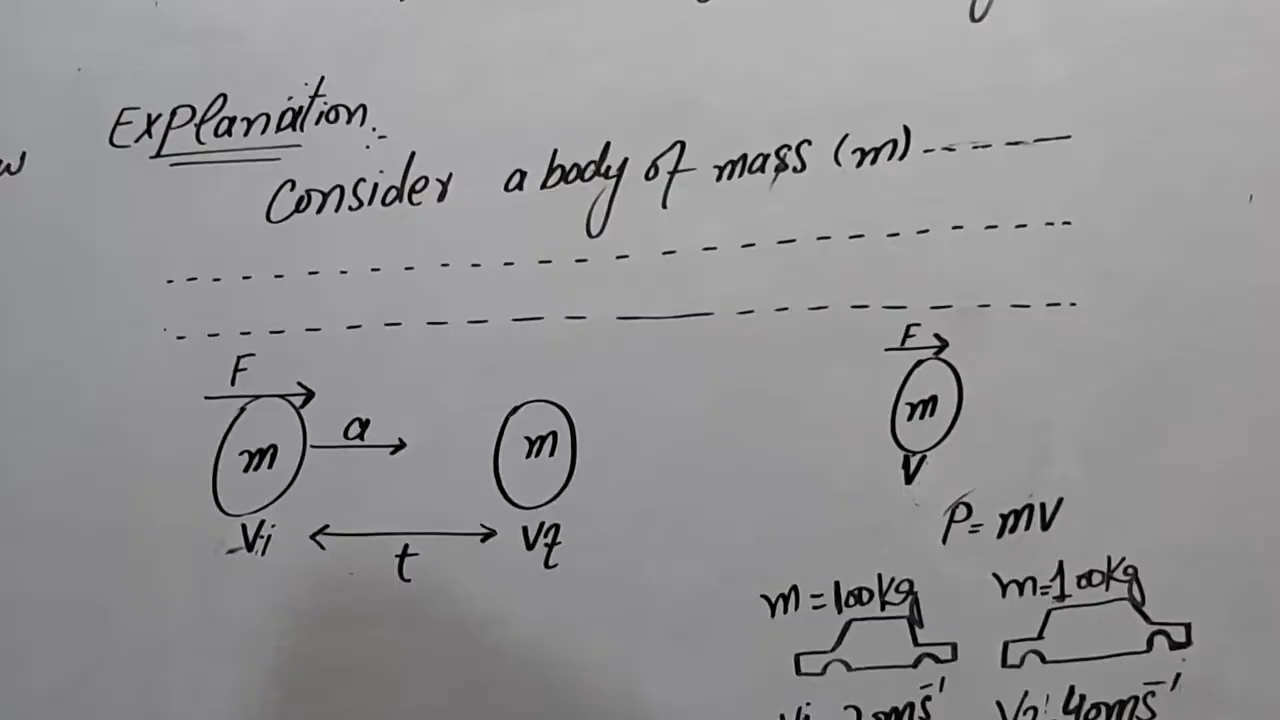 Explanation:
Consider a body of mass (m)
F
m
a
m
Vi
t
Vf
F
m
V
P = mV
m = 100kg
m = 100kg